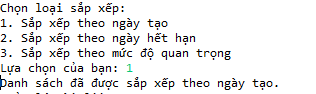 Chọn loại sắp xếp:
1. Sắp xếp theo ngày tạo
2. Sắp xếp theo ngày hết hạn
3. Sắp xếp theo mức độ quan trọng
Lựa chọn của bạn: 1
Danh sách đã được sắp xếp theo ngày tạo.